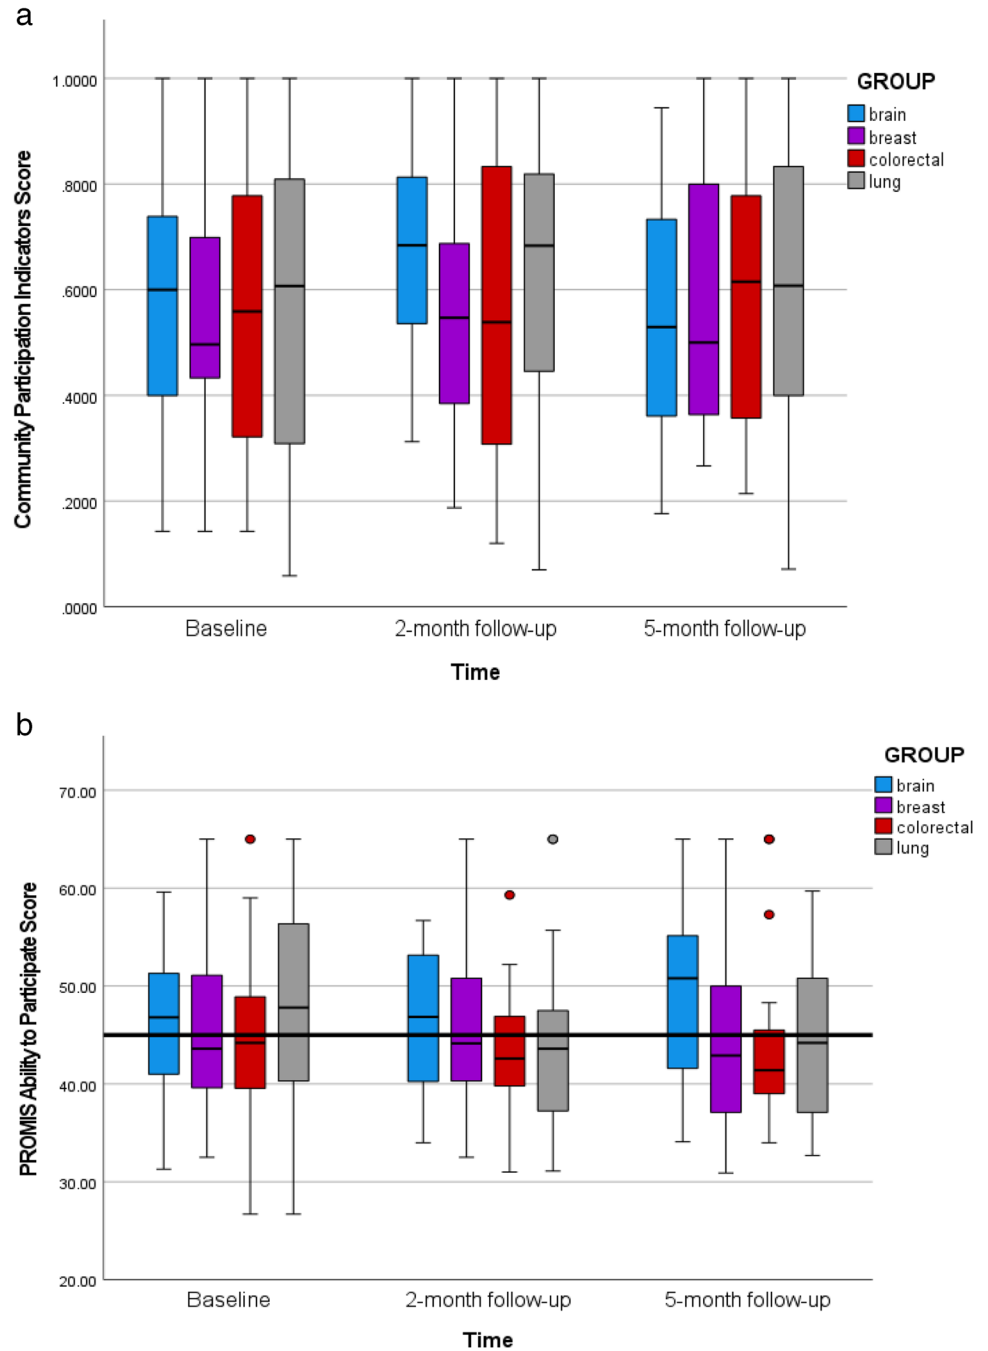 a
Community Participation Indicators Score
1.0000
.8000
.6000
.4000
.2000
.0000
Baseline
2-month follow-up
5-month follow-up
Time
GROUP
brain
breast
colorectal
lung
b
PROMIS Ability to Participate Score
70.00
60.00
50.00
40.00
30.00
20.00
Baseline
2-month follow-up
5-month follow-up
Time
GROUP
brain
breast
colorectal
lung